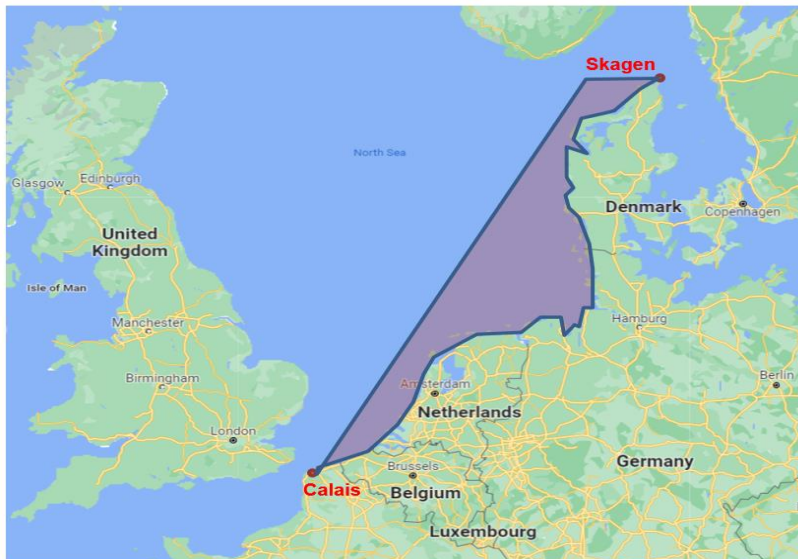 Skagen
North Sea
Glasgow
Edinburgh
Denmark
Copenhagen
United
Kingdom
Isle of Man
Manchester
Hamburg
Birmingham
Berlin
Amsterdam
Netherlands
London
Brussels
Germany
Calais
Belgium
Luxembourg